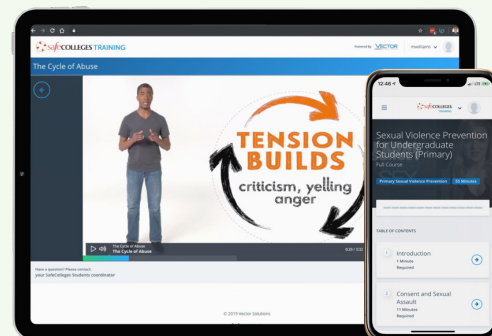 SafeCOLLEGES TRAINING
Powered by VECTOR
The Cycle of Abuse
TENSION
BUILDS
criticism, yelling
anger
The Cycle of Abuse
The Cycle of Abuse
Have a question? Please contact:
your SafeColleges Students coordinator
© 2019 Vector Solutions
12:46
SafeCOLLEGES
TRAINING
Sexual Violence Prevention
for Undergraduate
Students (Primary)
Full Course
Primary Sexual Violence Prevention
55 Minutes
TABLE OF CONTENTS
Introduction
1 Minute
Required
Consent and Sexual
Assault
11 Minutes
Required